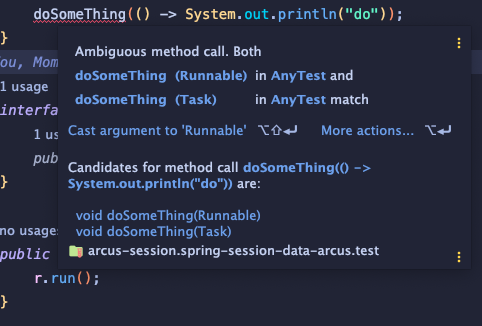 doSomeThing(() -> System.out.println("do"));
}
Ambiguous method call. Both
doSomeThing (Runnable) in AnyTest and
doSomeThing (Task) in AnyTest match
Cast argument to 'Runnable' ⌥⇧↩ More actions... ⌥↩
Candidates for method call doSomeThing(() ->
System.out.println("do")) are:
void doSomeThing(Runnable)
void doSomeThing(Task)
arcus-session.spring-session-data-arcus.test
ou, Mom
1 usage
interfa
1 us
pub
}
no usage
public
r.run();
}